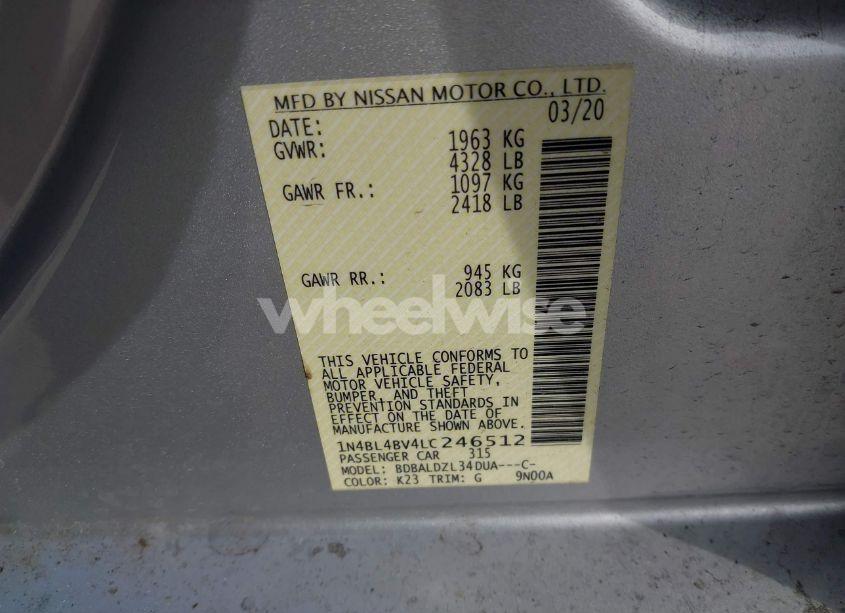 MFD BY NISSAN MOTOR CO., LTD.
DATE: 03/20
GVWR: 1963 KG
4328 LB
GAWR FR.: 1097 KG
2418 LB
GAWR RR.: 945 KG
2083 LB
wheelwise
THIS VEHICLE CONFORMS TO
ALL APPLICABLE FEDERAL
MOTOR VEHICLE SAFETY,
BUMPER, AND THEFT
PREVENTION STANDARDS IN
EFFECT ON THE DATE OF
MANUFACTURE SHOWN ABOVE.
1N4BL4BV4LC246512
PASSENGER CAR 315
MODEL: BDBALDZL34DUA---C-
COLOR: K23 TRIM: G 9N00A